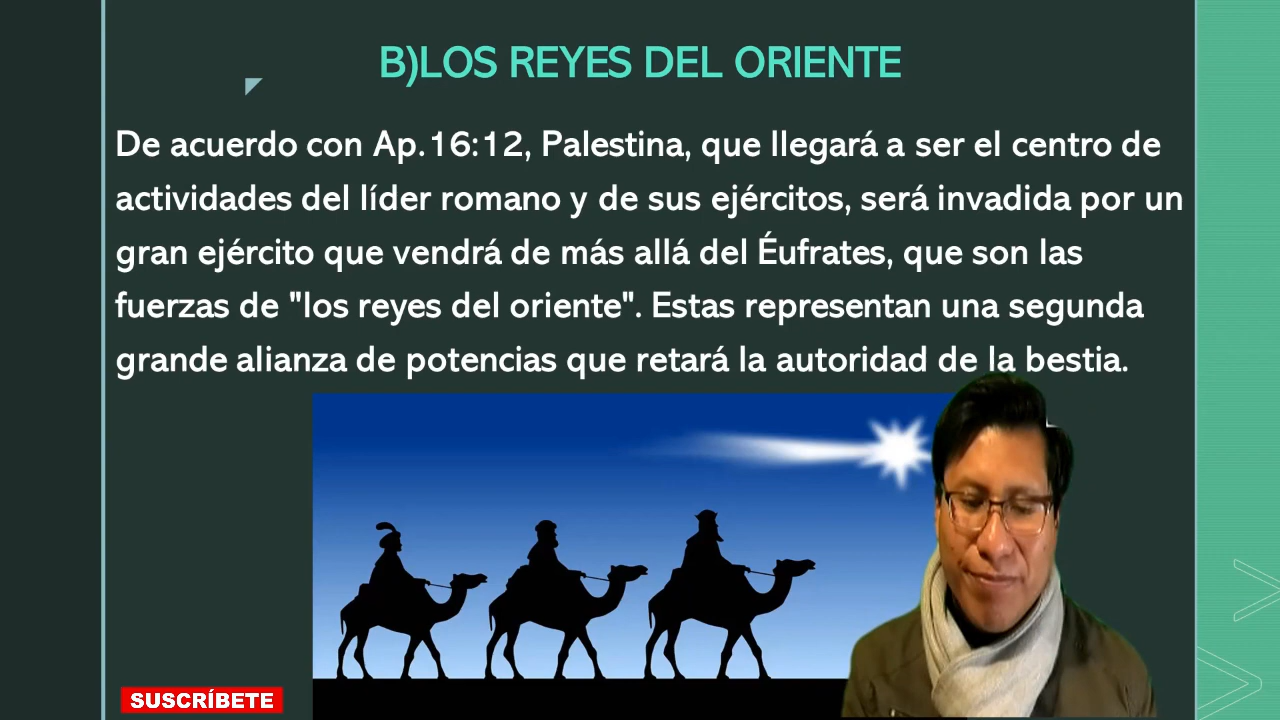 B)LOS REYES DEL ORIENTE
De acuerdo con Ap.16:12, Palestina, que llegará a ser el centro de
actividades del líder romano y de sus ejércitos, será invadida por un
gran ejército que vendrá de más allá del Éufrates, que son las
fuerzas de "los reyes del oriente". Estas representan una segunda
grande alianza de potencias que retará la autoridad de la bestia.
SUSCRÍBETE